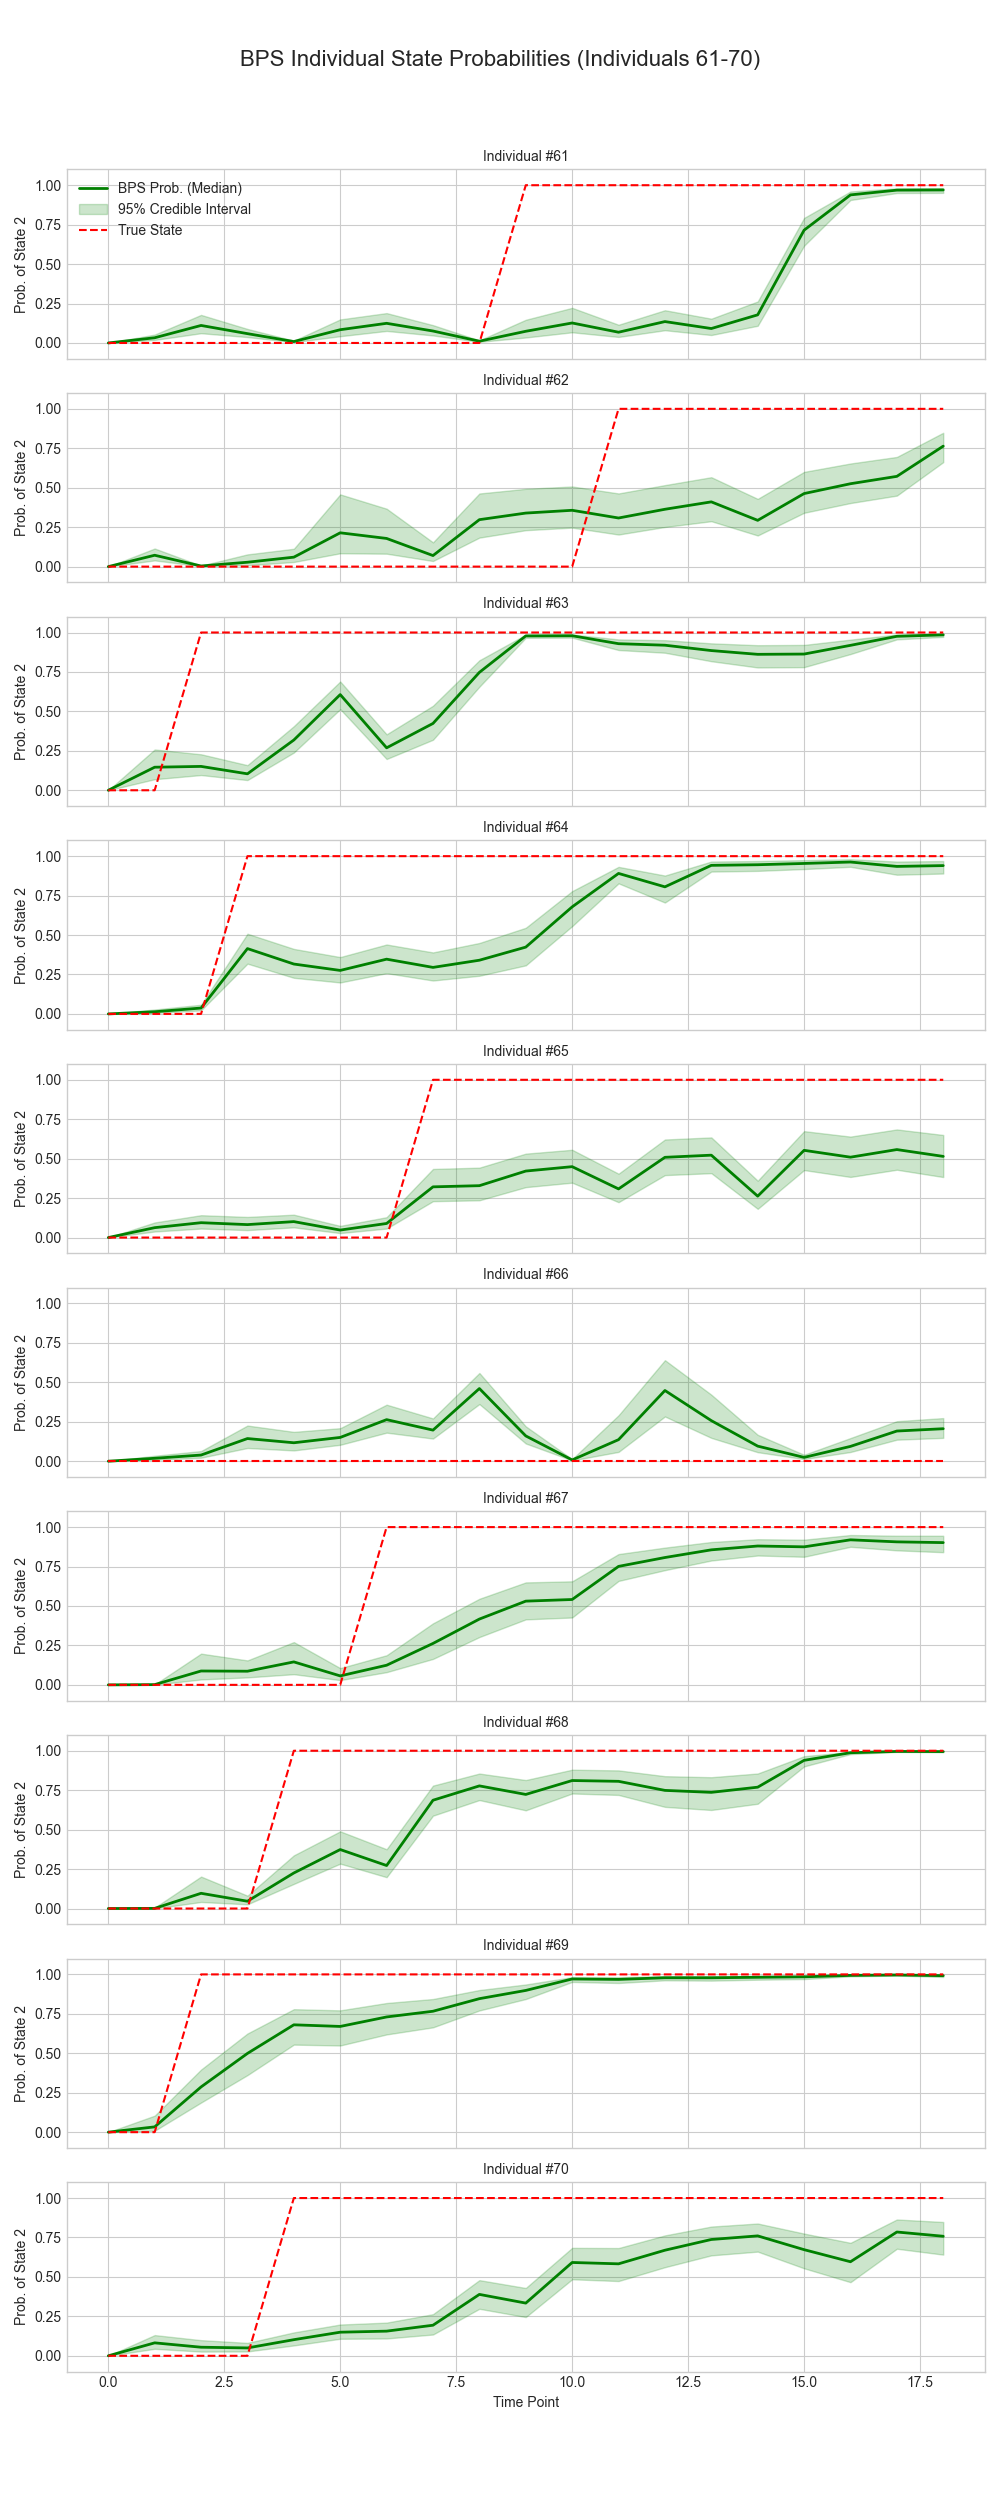 BPS Individual State Probabilities (Individuals 61-70)
Individual #61
Prob. of State 2
1.00
0.75
0.50
0.25
0.00
BPS Prob. (Median)
95% Credible Interval
True State
Individual #62
Prob. of State 2
1.00
0.75
0.50
0.25
0.00
Individual #63
Prob. of State 2
1.00
0.75
0.50
0.25
0.00
Individual #64
Prob. of State 2
1.00
0.75
0.50
0.25
0.00
Individual #65
Prob. of State 2
1.00
0.75
0.50
0.25
0.00
Individual #66
Prob. of State 2
1.00
0.75
0.50
0.25
0.00
Individual #67
Prob. of State 2
1.00
0.75
0.50
0.25
0.00
Individual #68
Prob. of State 2
1.00
0.75
0.50
0.25
0.00
Individual #69
Prob. of State 2
1.00
0.75
0.50
0.25
0.00
Individual #70
Prob. of State 2
1.00
0.75
0.50
0.25
0.00
0.0 2.5 5.0 7.5 10.0 12.5 15.0 17.5
Time Point